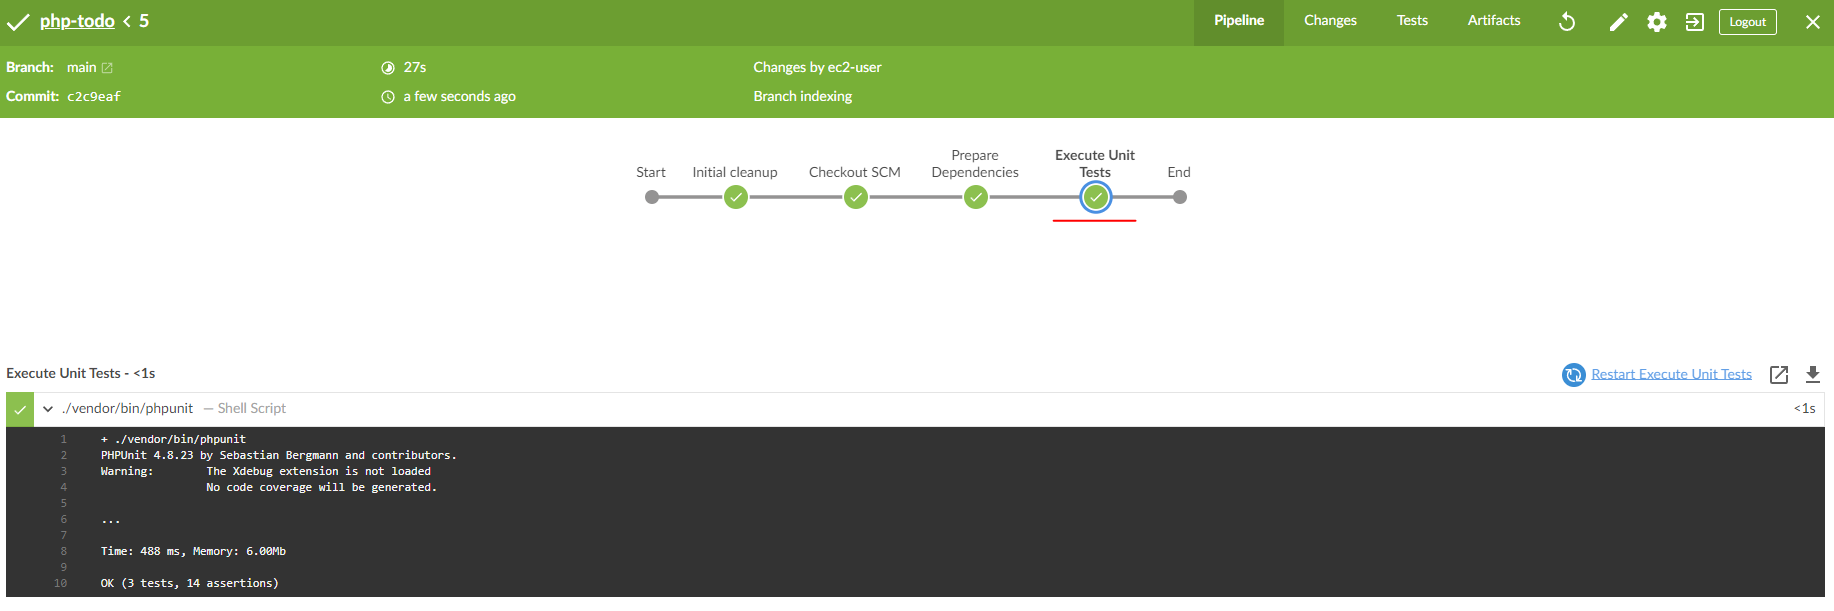 php-todo < 5
Pipeline Changes Tests Artifacts Logout
Branch: main 27s Changes by ec2-user
Commit: c2c9eaf a few seconds ago Branch indexing
Start Initial cleanup Checkout SCM Prepare Dependencies Execute Unit Tests End
Execute Unit Tests - <1s Restart Execute Unit Tests
./vendor/bin/phpunit — Shell Script <1s
1 + ./vendor/bin/phpunit
2 PHPUnit 4.8.23 by Sebastian Bergmann and contributors.
3 Warning: The Xdebug extension is not loaded
4 No code coverage will be generated.
5
6 ...
7
8 Time: 488 ms, Memory: 6.00Mb
9
10 OK (3 tests, 14 assertions)